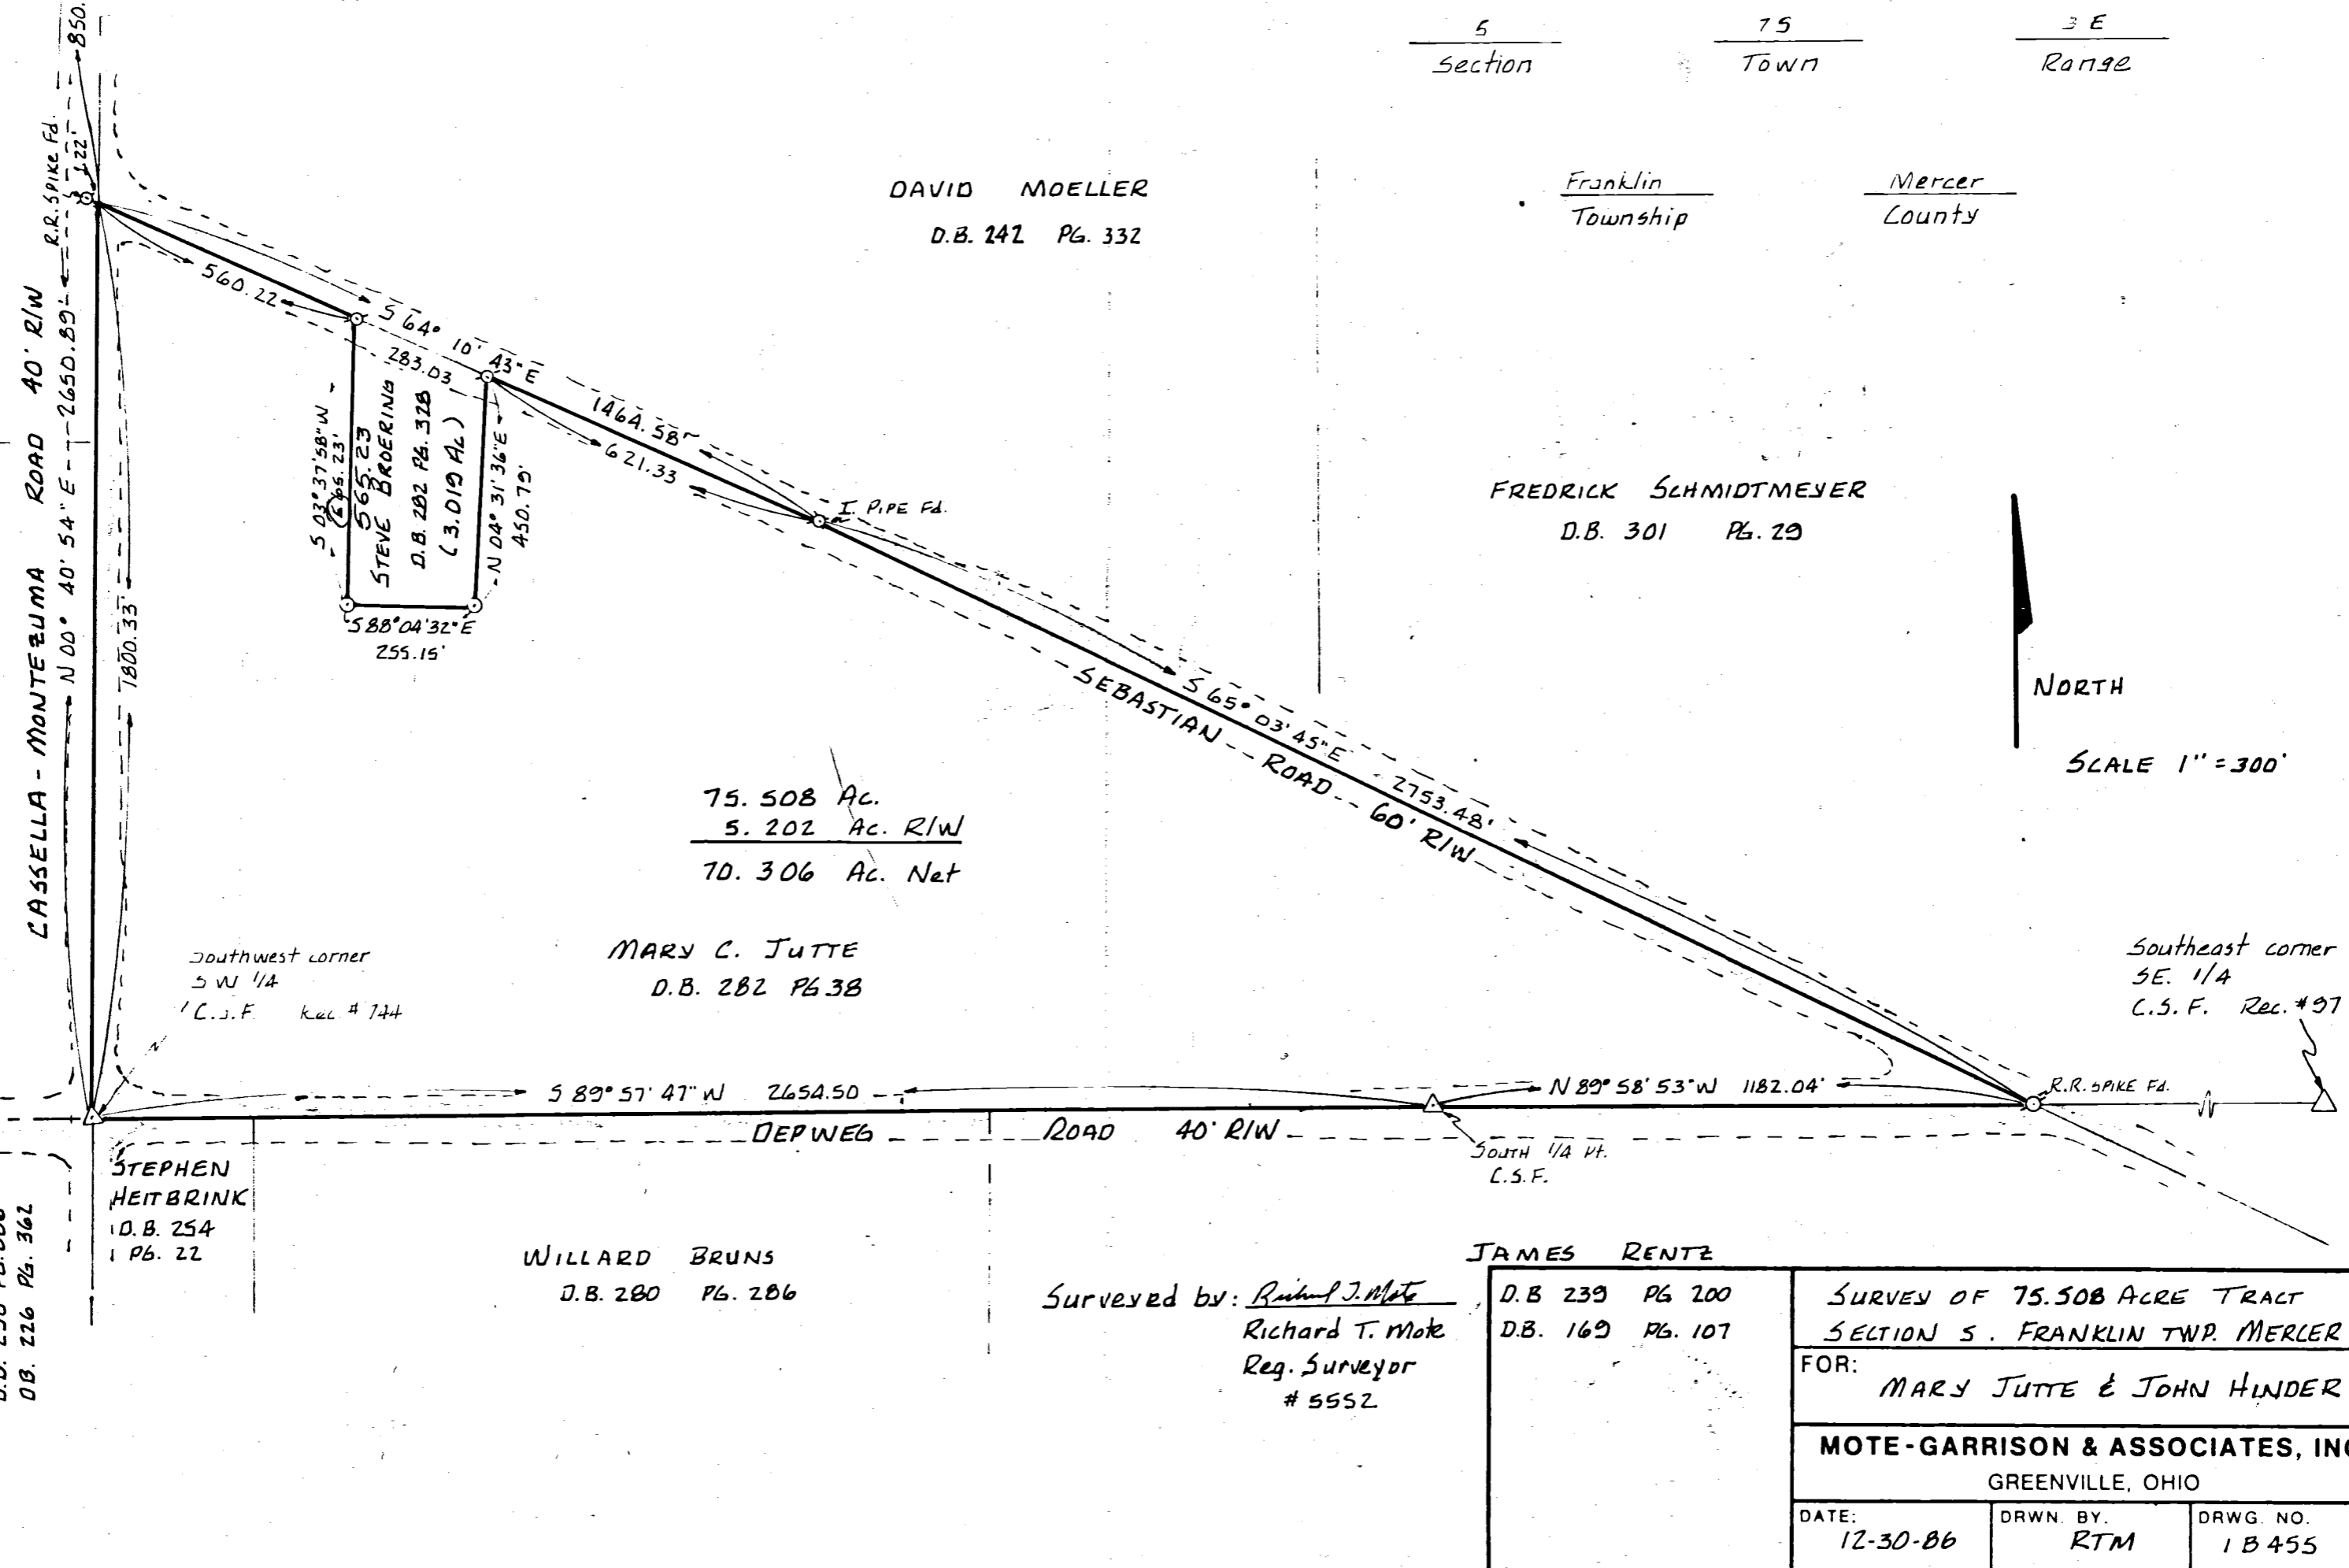 5 7S 3 E
Section Town Range
Franklin Mercer
Township County
850.
R.R. SPIKE Fd.
1.22'
CASSELLA - MONTEZUMA ROAD 40' R/W
N 00° 40' 54" E 2650.89
1800.33'
DAVID MOELLER
D.B. 242 PG. 332
560.22
S 64° 10' 43" E
283.03
1464.58'
621.33
I. PIPE Fd.
S 03° 37' 58" W
565.23
STEVE BROERING
D.B. 282 PG. 328
(3.019 AC)
N 04° 31' 36" E
450.79'
S 88° 04' 32" E
255.15'
FREDRICK SCHMIDTMEYER
D.B. 301 PG. 29
NORTH
SCALE 1" = 300'
S 65° 03' 45" E 2753.48'
SEBASTIAN ROAD 60' R/W
75.508 Ac.
5.202 Ac. R/W
70.306 Ac. Net
MARY C. JUTTE
D.B. 282 PG 38
Southwest corner
SW 1/4
C.S.F. Rec. # 744
Southeast corner
SE. 1/4
C.S.F. Rec. #97
S 89° 57' 47" W 2654.50
N 89° 58' 53" W 1182.04'
R.R. SPIKE Fd.
DEPWEG ROAD 40' R/W
SOUTH 1/4 Pt.
C.S.F.
STEPHEN
HEITBRINK
D.B. 254
PG. 22
DB. 226 PG. 362
WILLARD BRUNS
D.B. 280 PG. 286
JAMES RENTZ
D.B 239 PG 200
D.B. 169 PG. 107
Surveyed by: Richard T. Mote
Richard T. Mote
Reg. Surveyor
# 5552
SURVEY OF 75.508 ACRE TRACT
SECTION 5. FRANKLIN TWP. MERCER
FOR:
MARY JUTTE & JOHN HINDER
MOTE-GARRISON & ASSOCIATES, INC
GREENVILLE, OHIO
DATE: DRWN. BY. DRWG. NO.
12-30-86 RTM 1B455